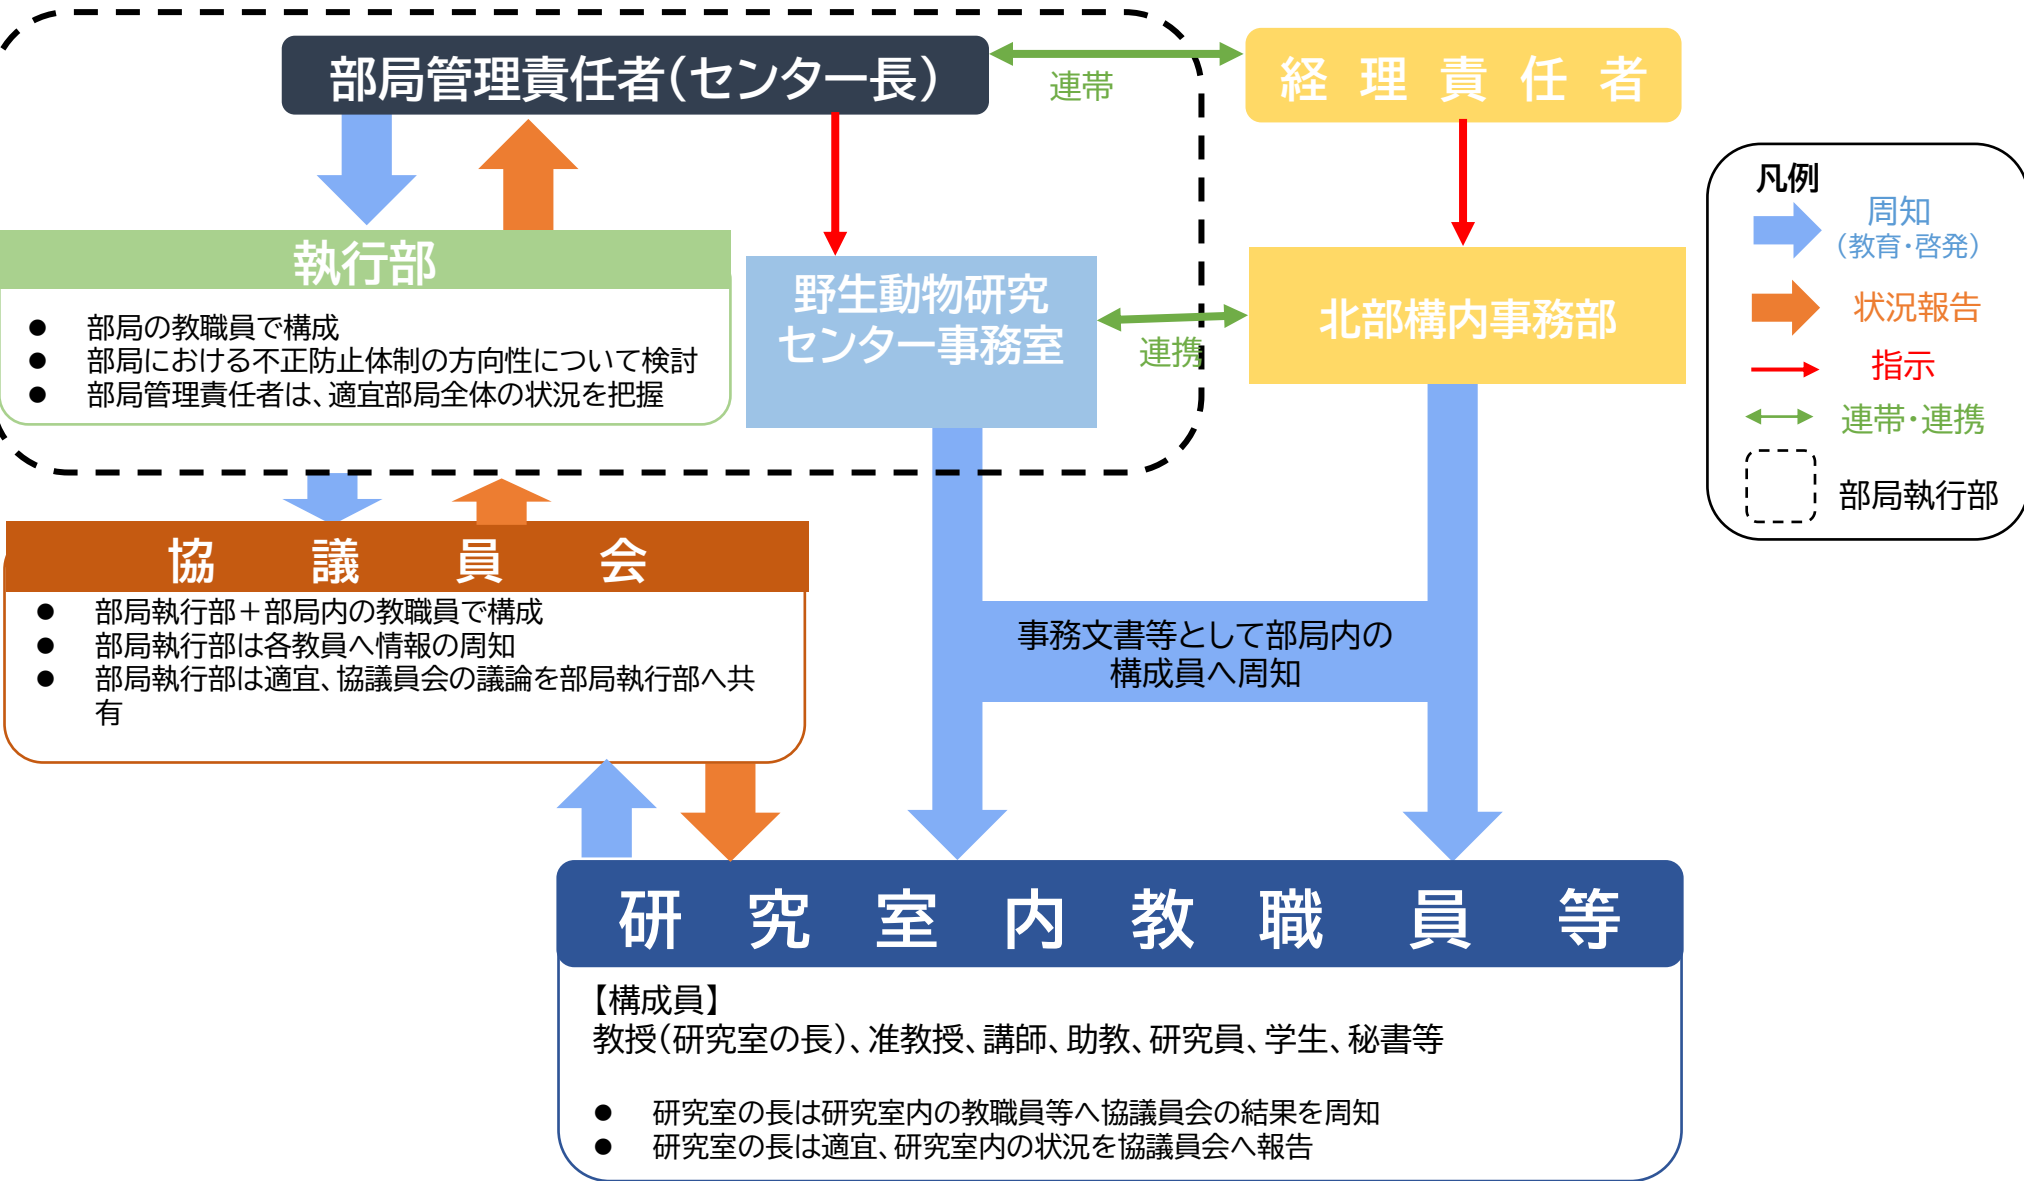 部局管理責任者(センター長)
連帯
経 理 責 任 者
執行部
● 部局の教職員で構成
● 部局における不正防止体制の方向性について検討
● 部局管理責任者は、適宜部局全体の状況を把握
野生動物研究
センター事務室
連携
北部構内事務部
凡例
周知
(教育・啓発)
状況報告
指示
連帯・連携
部局執行部
協 議 員 会
● 部局執行部+部局内の教職員で構成
● 部局執行部は各教員へ情報の周知
● 部局執行部は適宜、協議員会の議論を部局執行部へ共
有
事務文書等として部局内の
構成員へ周知
研 究 室 内 教 職 員 等
【構成員】
教授(研究室の長)、准教授、講師、助教、研究員、学生、秘書等
● 研究室の長は研究室内の教職員等へ協議員会の結果を周知
● 研究室の長は適宜、研究室内の状況を協議員会へ報告